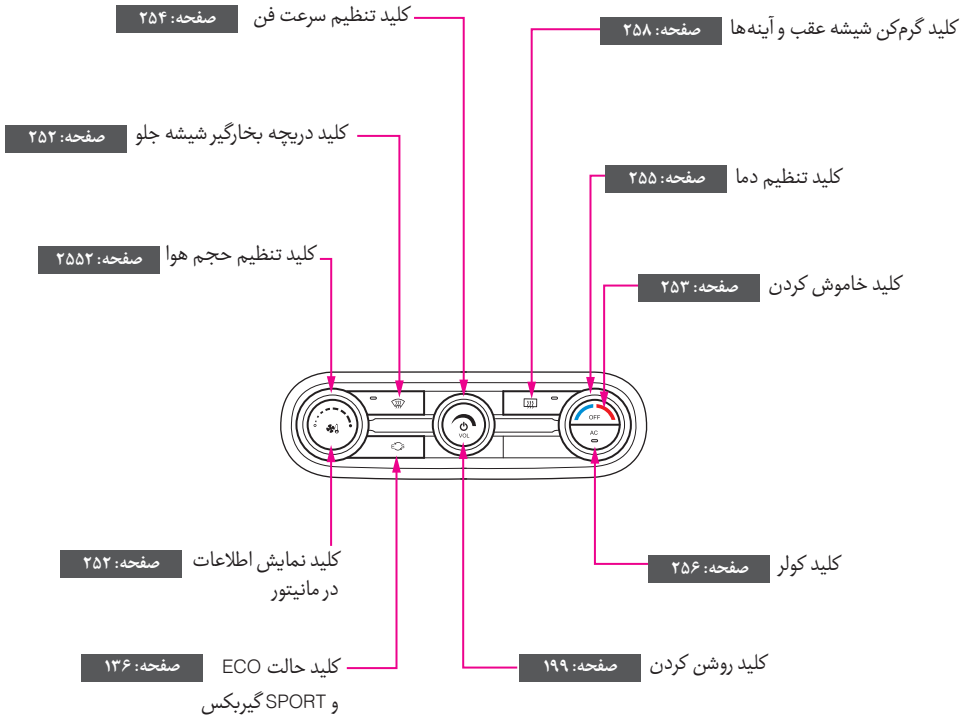 کلید گرم‌کن شیشه عقب و آینه‌ها صفحه: ۲۵۸
کلید تنظیم سرعت فن صفحه: ۲۵۴
کلید دریچه بخارگیر شیشه جلو صفحه: ۲۵۲
کلید تنظیم دما صفحه: ۲۵۵
کلید تنظیم حجم هوا صفحه: ۲۵۵۲
کلید خاموش کردن صفحه: ۲۵۳
OFF
AC
VOL
کلید نمایش اطلاعات صفحه: ۲۵۲
در مانیتور
کلید کولر صفحه: ۲۵۶
کلید روشن کردن صفحه: ۱۹۹
کلید حالت ECO صفحه: ۱۳۶
و SPORT گیربکس